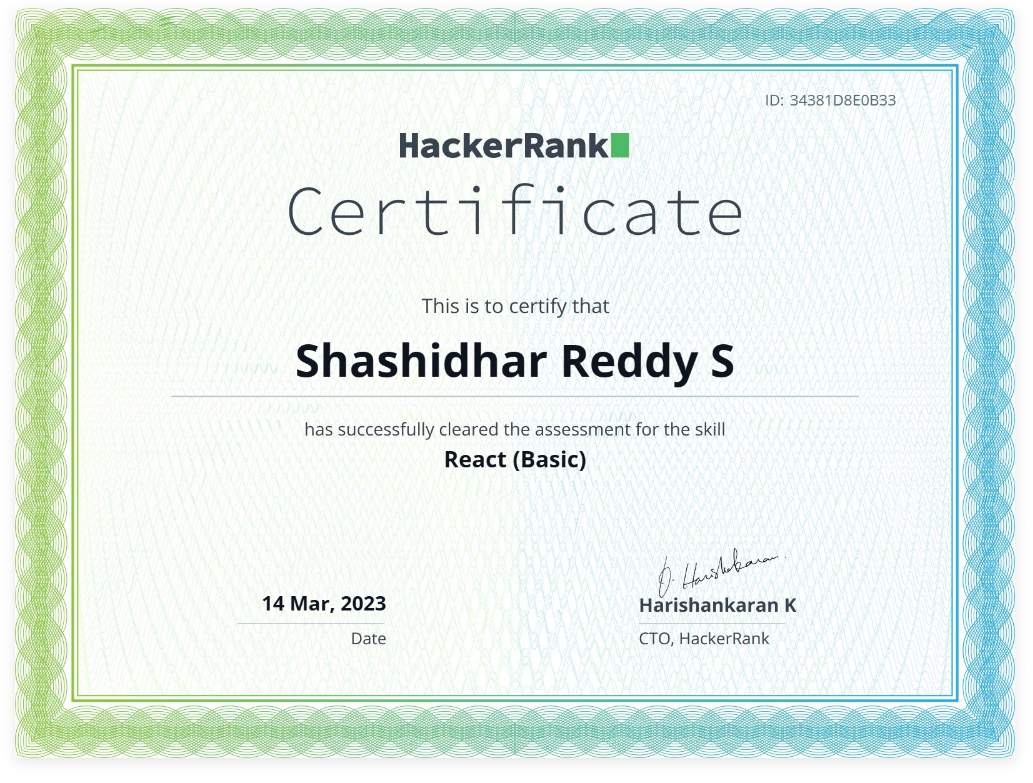 ID: 34381D8E0B33
HackerRank
Certificate
This is to certify that
Shashidhar Reddy S
has successfully cleared the assessment for the skill
React (Basic)
14 Mar, 2023
Date
Harishankaran K
CTO, HackerRank